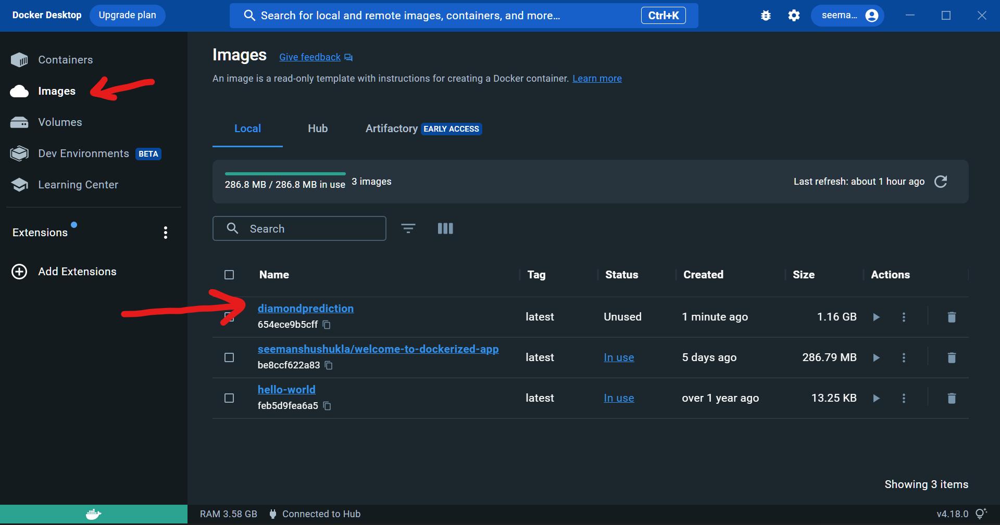 Docker Desktop Upgrade plan Search for local and remote images, containers, and more... Ctrl+K seema...
Containers
Images
Volumes
Dev Environments BETA
Learning Center
Extensions
Add Extensions
Images Give feedback
An image is a read-only template with instructions for creating a Docker container. Learn more
Local Hub Artifactory EARLY ACCESS
286.8 MB / 286.8 MB in use 3 images Last refresh: about 1 hour ago
Search
Name Tag Status Created Size Actions
diamondprediction
654ece9b5cff
latest Unused 1 minute ago 1.16 GB
seemanshushukla/welcome-to-dockerized-app
be8ccf622a83
latest In use 5 days ago 286.79 MB
hello-world
feb5d9fea6a5
latest In use over 1 year ago 13.25 KB
Showing 3 items
RAM 3.58 GB Connected to Hub v4.18.0